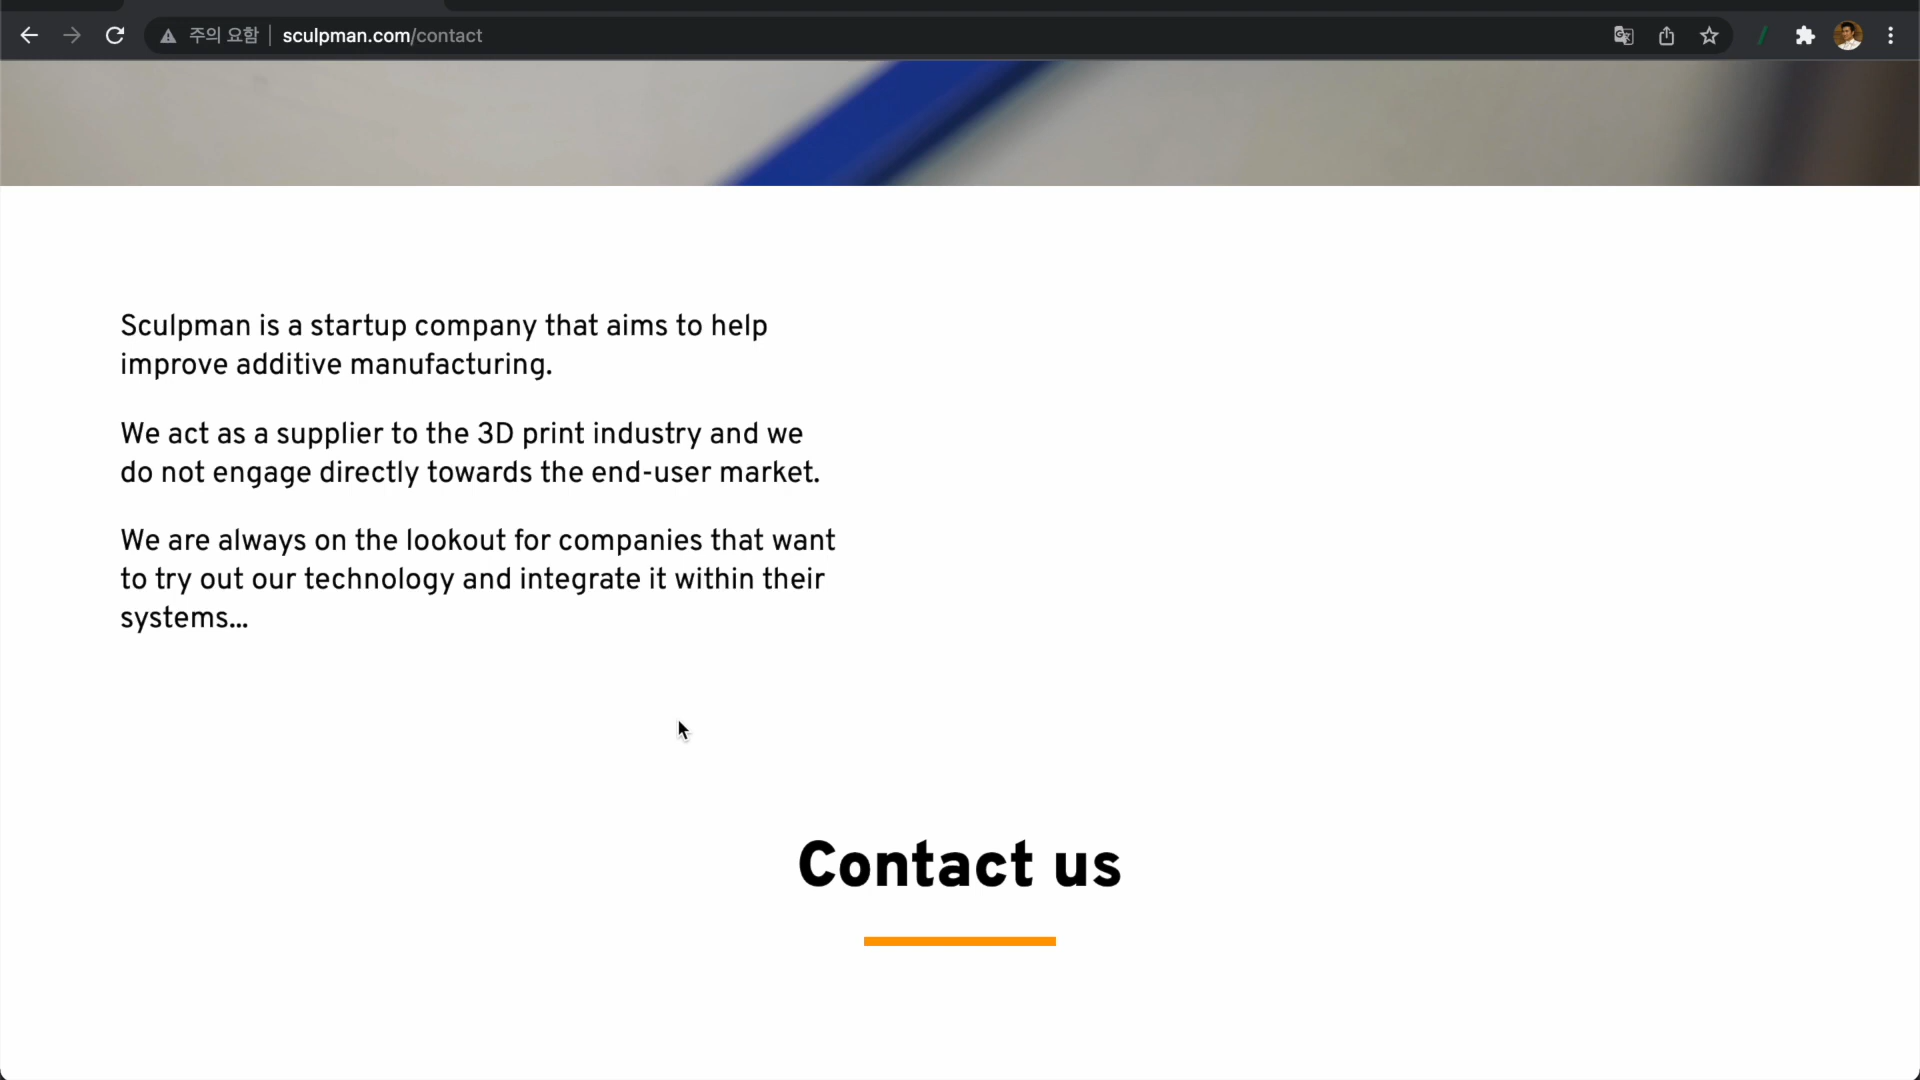 주의 요함
sculpman.com/contact
Sculpman is a startup company that aims to help
improve additive manufacturing.
We act as a supplier to the 3D print industry and we
do not engage directly towards the end-user market.
We are always on the lookout for companies that want
to try out our technology and integrate it within their
systems...
Contact us